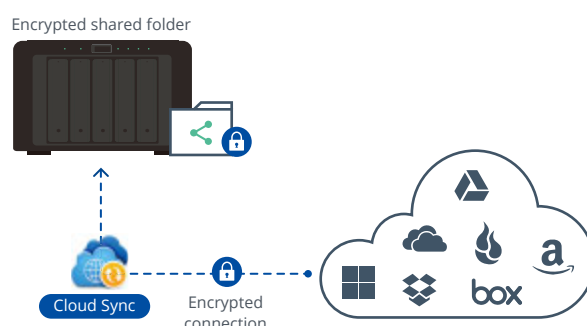 Encrypted shared folder
a
box
Cloud Sync
Encrypted
connection